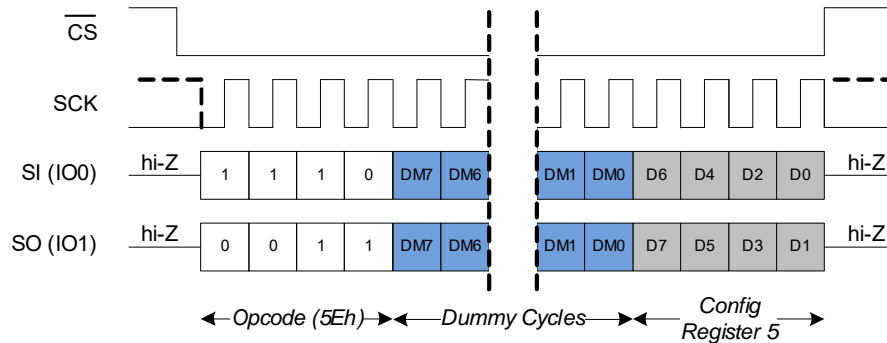 CS
SCK
SI (IO0) hi-Z 1 1 1 0 DM7 DM6 DM1 DM0 D6 D4 D2 D0 hi-Z
SO (IO1) hi-Z 0 0 1 1 DM7 DM6 DM1 DM0 D7 D5 D3 D1 hi-Z
Opcode (5Eh) Dummy Cycles Config
Register 5